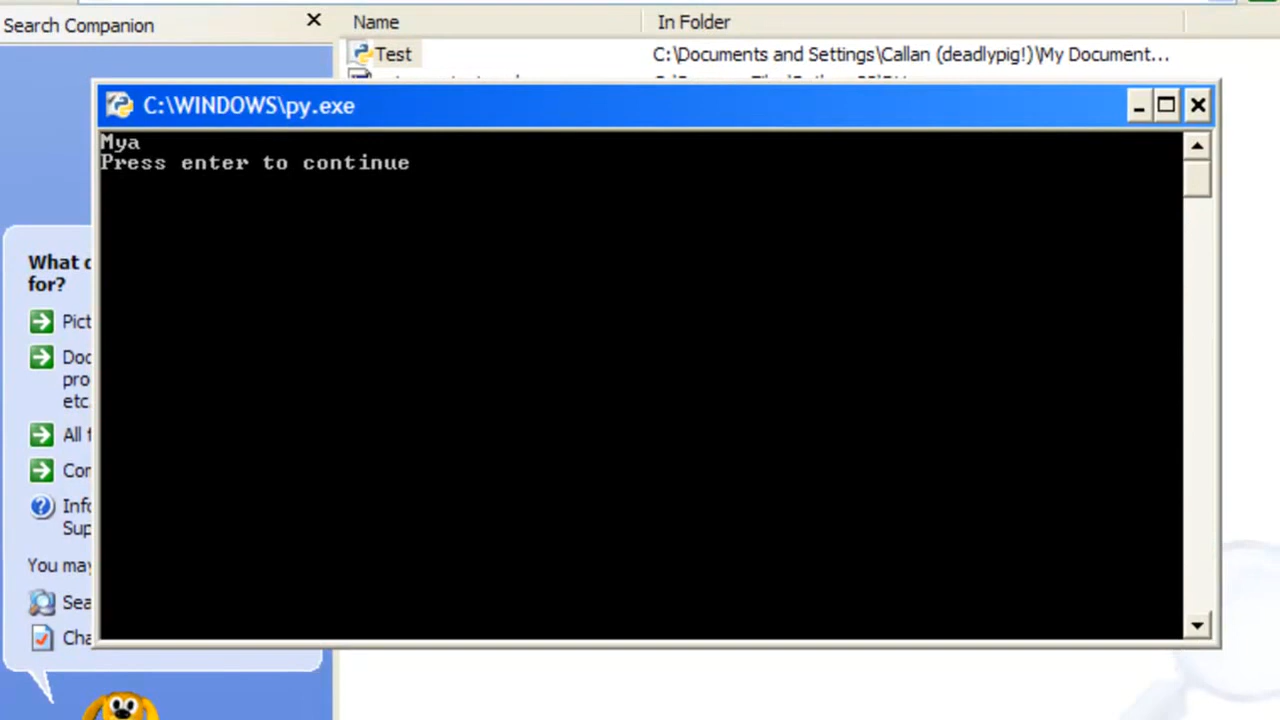 Search Companion
Name
In Folder
Test
C:\Documents and Settings\Callan (deadlypig!)\My Document...
C:\WINDOWS\py.exe
Mya
Press enter to continue
What
for?
Pict
Doc
pro
etc.
All f
Con
Info
Sup
You may
Sea
Cha